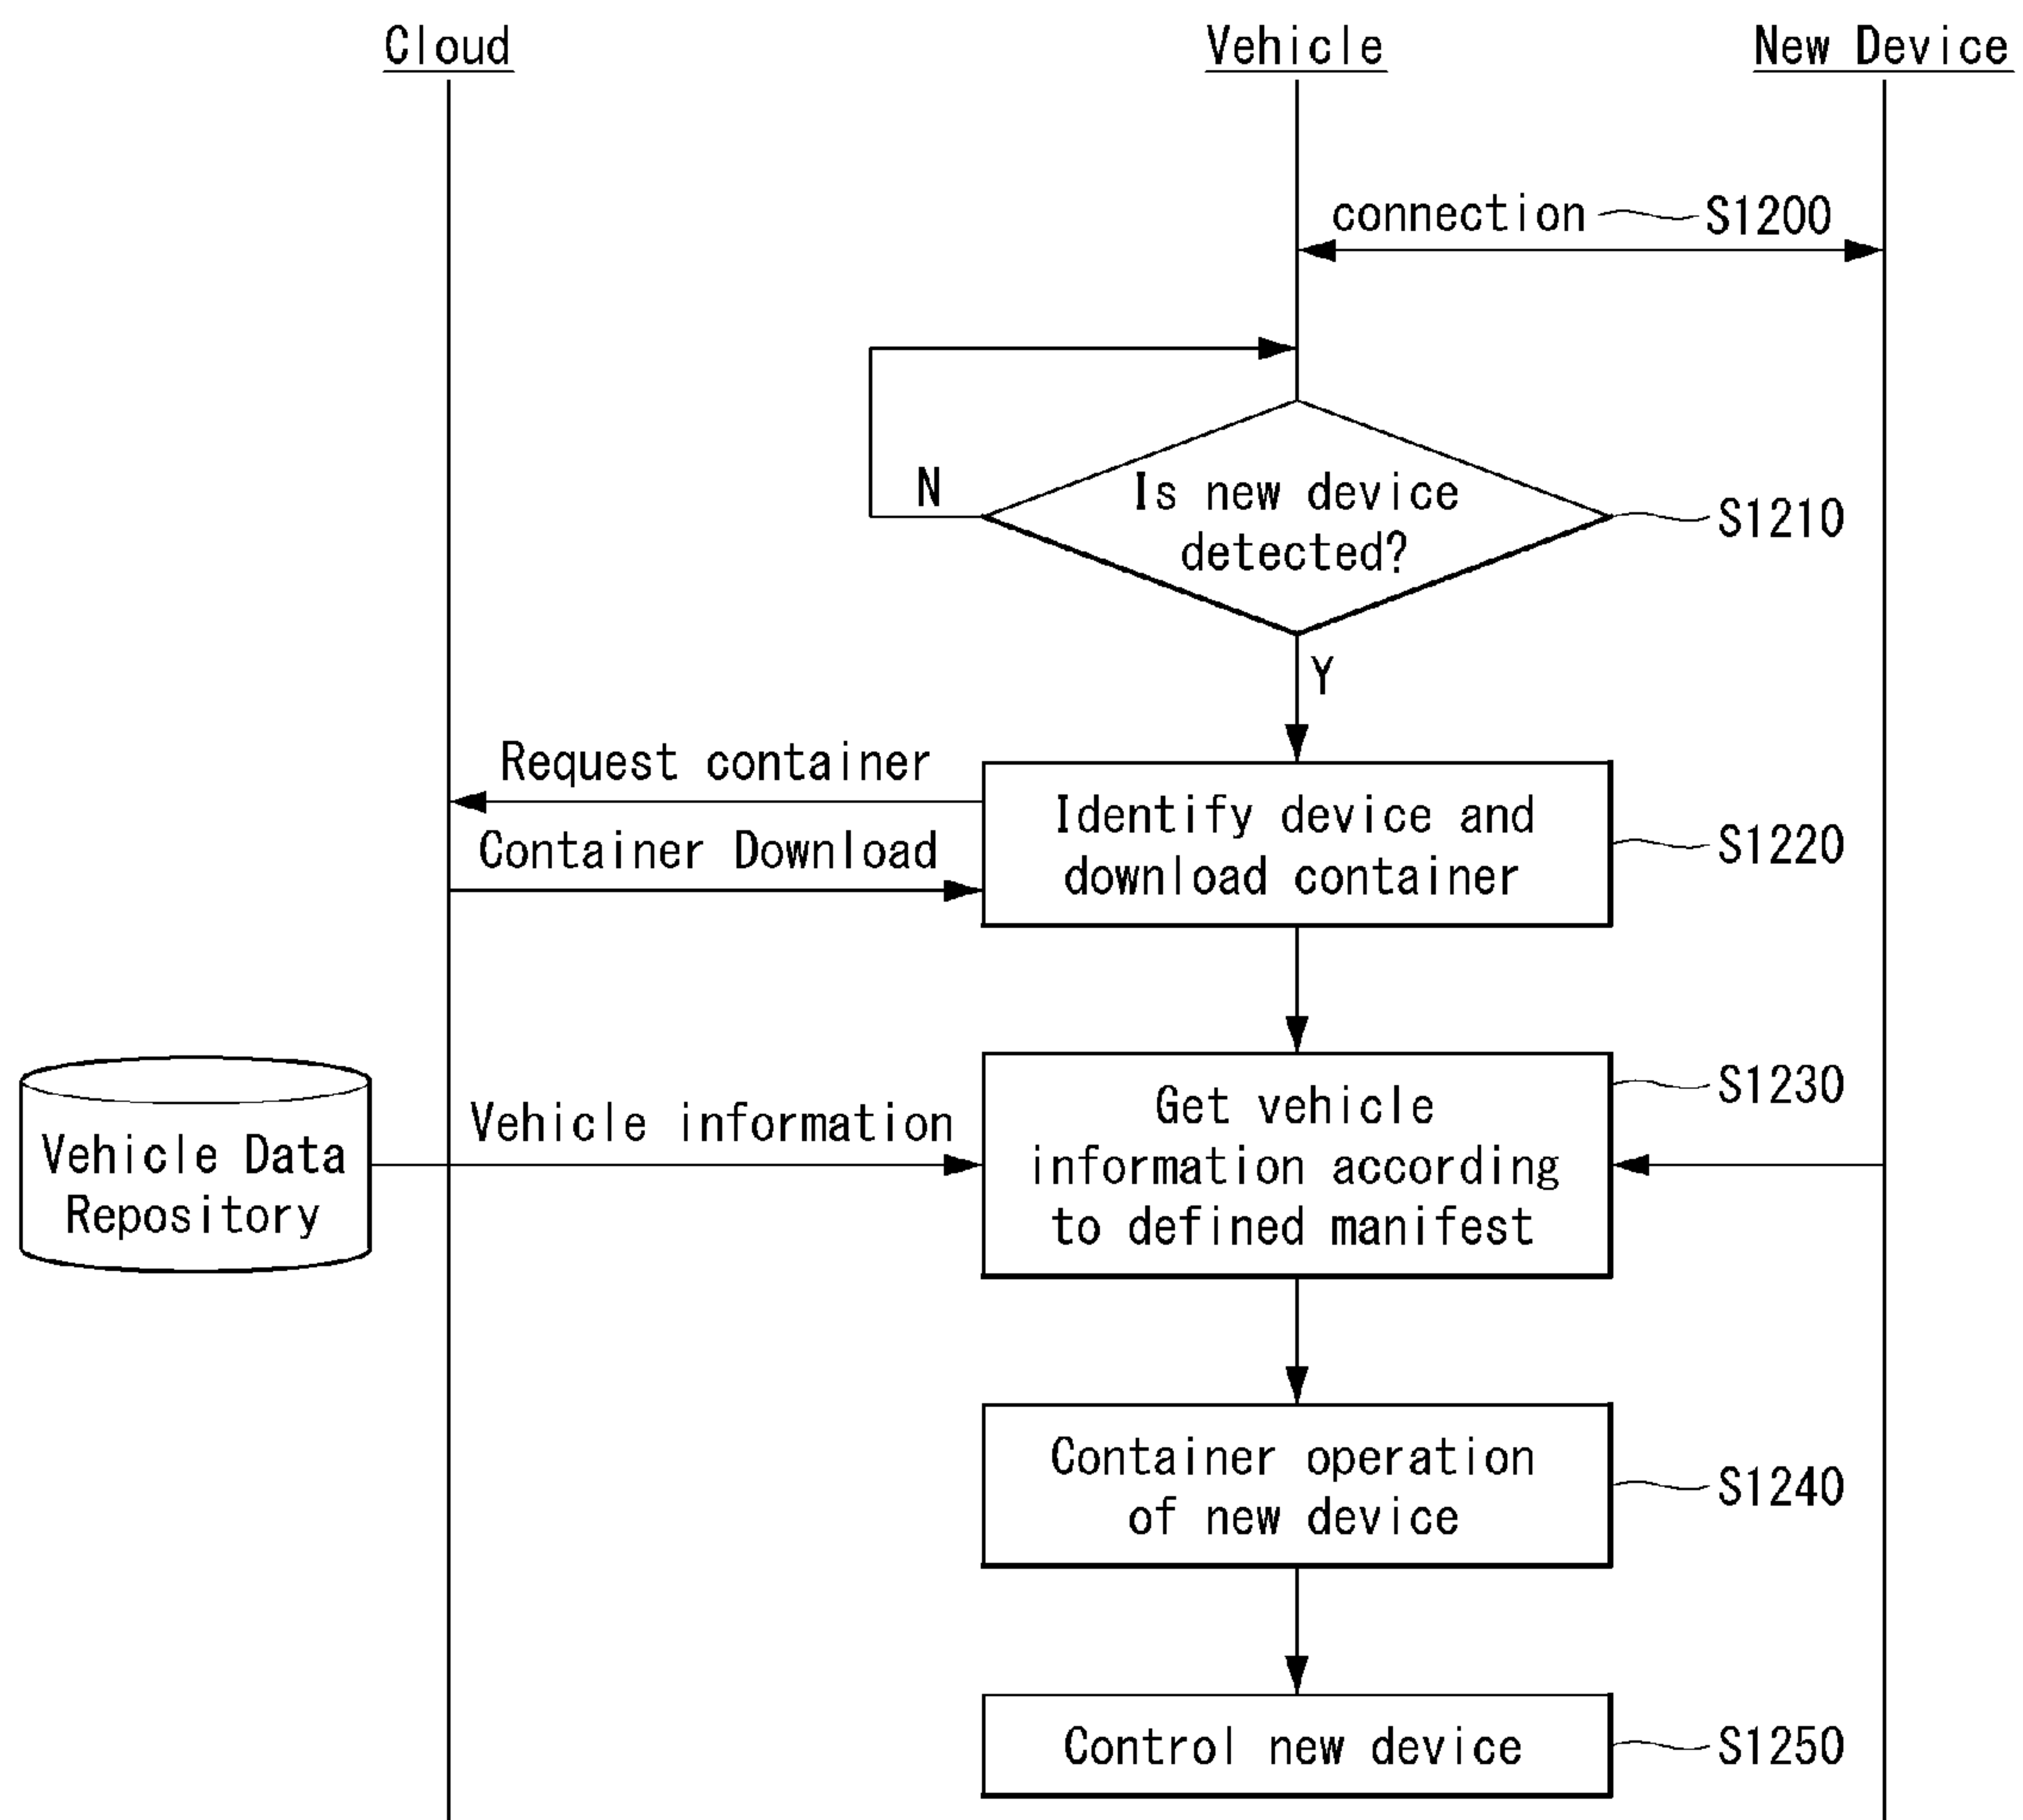 Cloud
Vehicle
New Device
connection
S1200
N
Is new device
detected?
S1210
Y
Request container
Container Download
Identify device and
download container
S1220
Vehicle Data
Repository
Vehicle information
Get vehicle
information according
to defined manifest
S1230
Container operation
of new device
S1240
Control new device
S1250